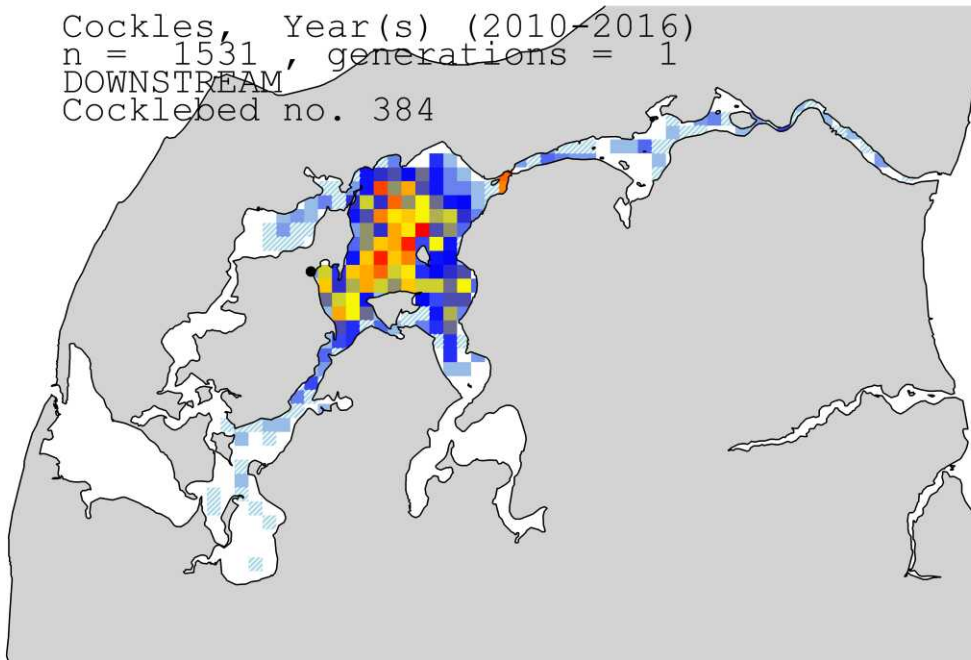 Cockles, Year(s) (2010-2016)
n = 1531 , generations = 1
DOWNSTREAM
Cocklebed no. 384